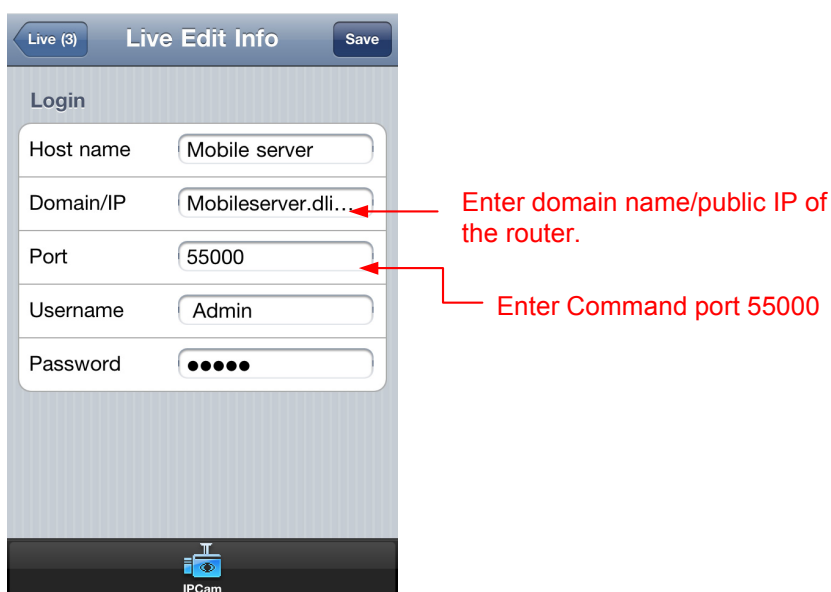 Live (3) Live Edit Info Save
Login
Host name Mobile server
Domain/IP Mobileserver.dli...
Port 55000
Username Admin
Password ●●●●●
IPCam
Enter domain name/public IP of
the router.
Enter Command port 55000